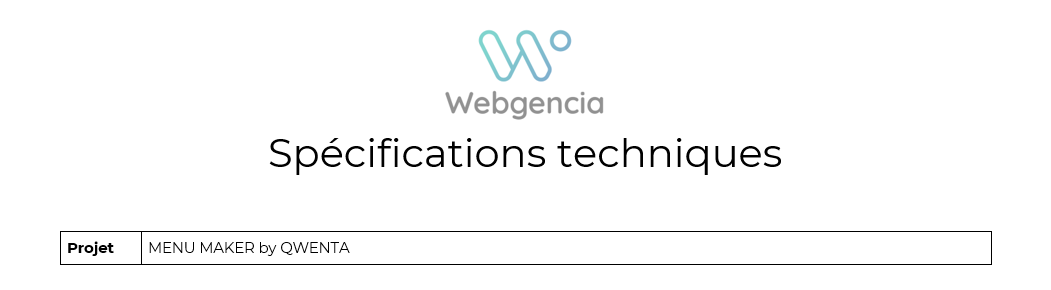 Webgencia
Spécifications techniques
Projet MENU MAKER by QWENTA